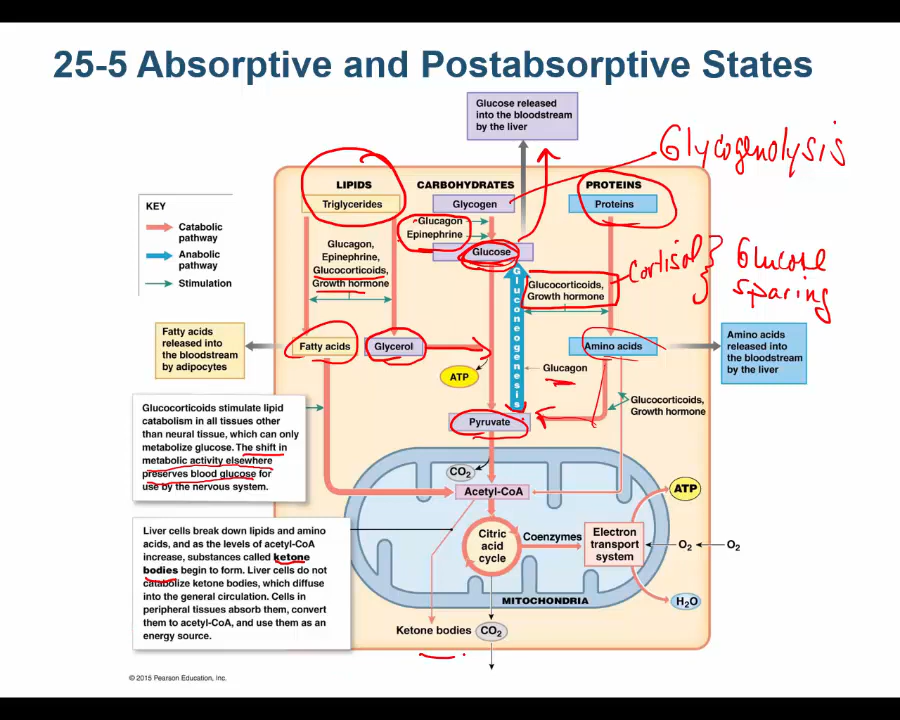 25-5 Absorptive and Postabsorptive States
Glucose released
into the bloodstream
by the liver
Glycogenolysis
LIPIDS
CARBOHYDRATES
PROTEINS
Triglycerides
Glycogen
Proteins
KEY
Catabolic
pathway
Anabolic
pathway
Stimulation
Glucagon
Epinephrine
Glucose
Glucagon,
Epinephrine,
Glucocorticoids,
Growth hormone
Gluconeogenesis
Glucocorticoids,
Growth hormone
Cortisol
Glucose
sparing
Fatty acids
released into
the bloodstream
by adipocytes
Fatty acids
Glycerol
ATP
Glucagon
Amino acids
Amino acids
released into
the bloodstream
by the liver
Glucocorticoids,
Growth hormone
Pyruvate
Glucocorticoids stimulate lipid
catabolism in all tissues other
than neural tissue, which can only
metabolize glucose. The shift in
metabolic activity elsewhere
preserves blood glucose for
use by the nervous system.
CO2
Acetyl-CoA
ATP
Citric
acid
cycle
Coenzymes
Electron
transport
system
O2
O2
H2O
MITOCHONDRIA
Liver cells break down lipids and amino
acids, and as the levels of acetyl-CoA
increase, substances called ketone
bodies begin to form. Liver cells do not
catabolize ketone bodies, which diffuse
into the general circulation. Cells in
peripheral tissues absorb them, convert
them to acetyl-CoA, and use them as an
energy source.
Ketone bodies
CO2
© 2015 Pearson Education, Inc.